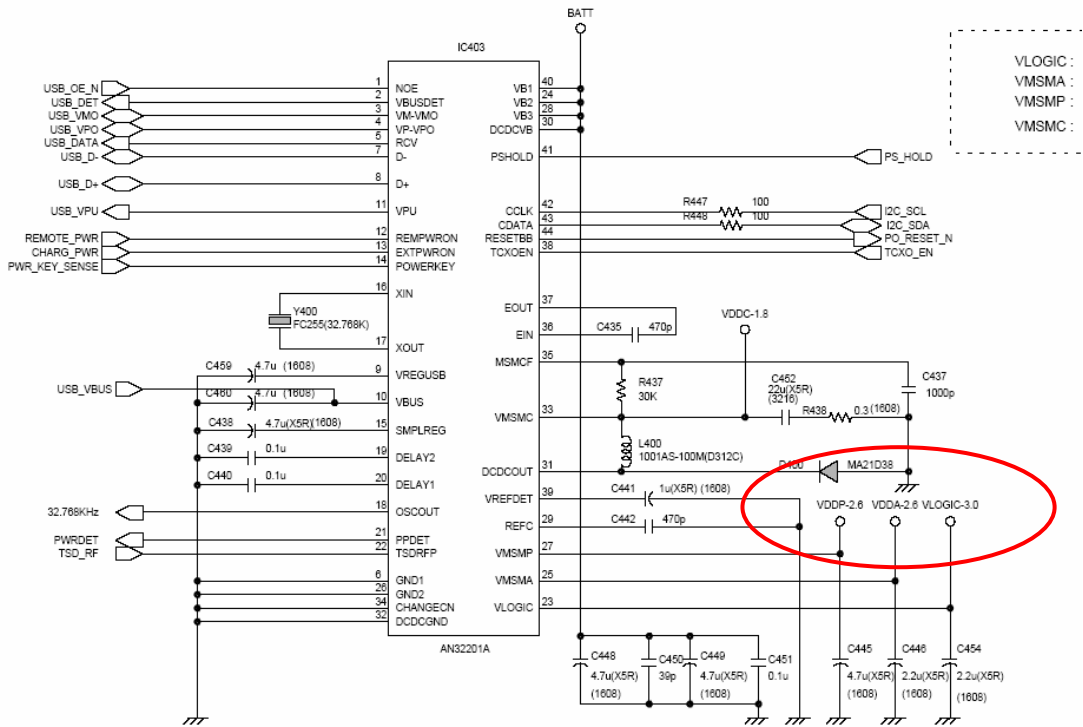 BATT
IC403
VLOGIC :
VMSMA :
VMSMP :
VMSMC :
USB_OE_N 1 NOE
USB_DET 2 VBUSDET
USB_VMO 3 VM-VMO
USB_VPO 4 VP-VPO
USB_DATA 5 RCV
USB_D- 7 D-
USB_D+ 8 D+
USB_VPU 11 VPU
REMOTE_PWR 12 REMPWRON
CHARG_PWR 13 EXTPWRON
PWR_KEY_SENSE 14 POWERKEY
16 XIN
Y400
FC255(32.768K)
17 XOUT
C459 4.7u (1608) 9 VREGUSB
USB_VBUS C460 4.7u (1608) 10 VBUS
C438 4.7u(X5R)(1608) 15 SMPLREG
C439 0.1u 19 DELAY2
C440 0.1u 20 DELAY1
32.768KHz 18 OSCOUT
PWRDET 21 PPDET
TSD_RF 22 TSDRFP
6 GND1
26 GND2
34 CHANGECN
32 DCDCGND
VB1 40
VB2 24
VB3 28
DCDCVB 30
PSHOLD 41 PS_HOLD
CCLK 42 R447 100 I2C_SCL
CDATA 43 R448 100 I2C_SDA
RESETBB 44 PO_RESET_N
TCXOEN 38 TCXO_EN
EOUT 37
EIN 36 C435 470p
VDDC-1.8
MSMCF 35
R437
30K
C452
22u(X5R)
(3216)
C437
1000p
VMSMC 33
R438 0.3 (1608)
L400
1001AS-100M(D312C)
DCDCOUT 31
D400 MA21D38
VREFDET 39 C441 1u(X5R) (1608)
REFC 29 C442 470p
VDDP-2.6 VDDA-2.6 VLOGIC-3.0
VMSMP 27
VMSMA 25
VLOGIC 23
AN32201A
C448
4.7u(X5R)
(1608)
C450
39p
C449
4.7u(X5R)
(1608)
C451
0.1u
C445
4.7u(X5R)
(1608)
C446
2.2u(X5R)
(1608)
C454
2.2u(X5R)
(1608)